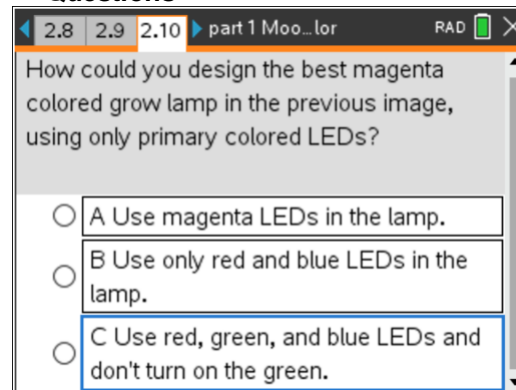 Questions
2.8 2.9 2.10 part 1 Moo...lor RAD
How could you design the best magenta
colored grow lamp in the previous image,
using only primary colored LEDs?
A Use magenta LEDs in the lamp.
B Use only red and blue LEDs in the
lamp.
C Use red, green, and blue LEDs and
don't turn on the green.